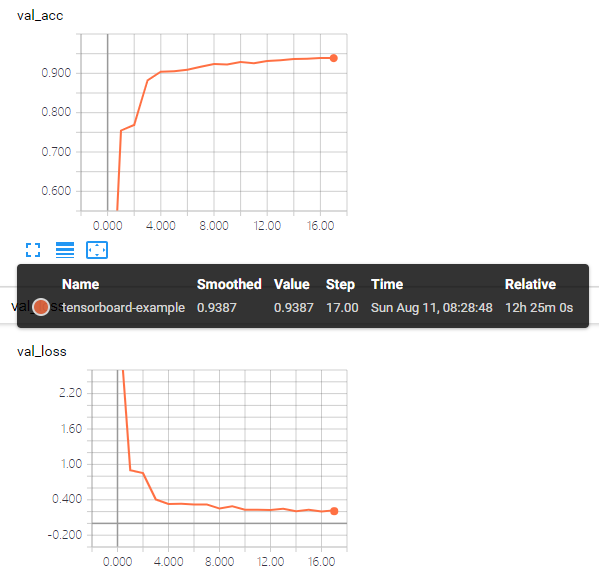 val_acc
0.900
0.800
0.700
0.600
0.000 4.000 8.000 12.00 16.00
Name Smoothed Value Step Time Relative
tensorboard-example 0.9387 0.9387 17.00 Sun Aug 11, 08:28:48 12h 25m 0s
val_loss
2.20
1.60
1.00
0.400
-0.200
0.000 4.000 8.000 12.00 16.00